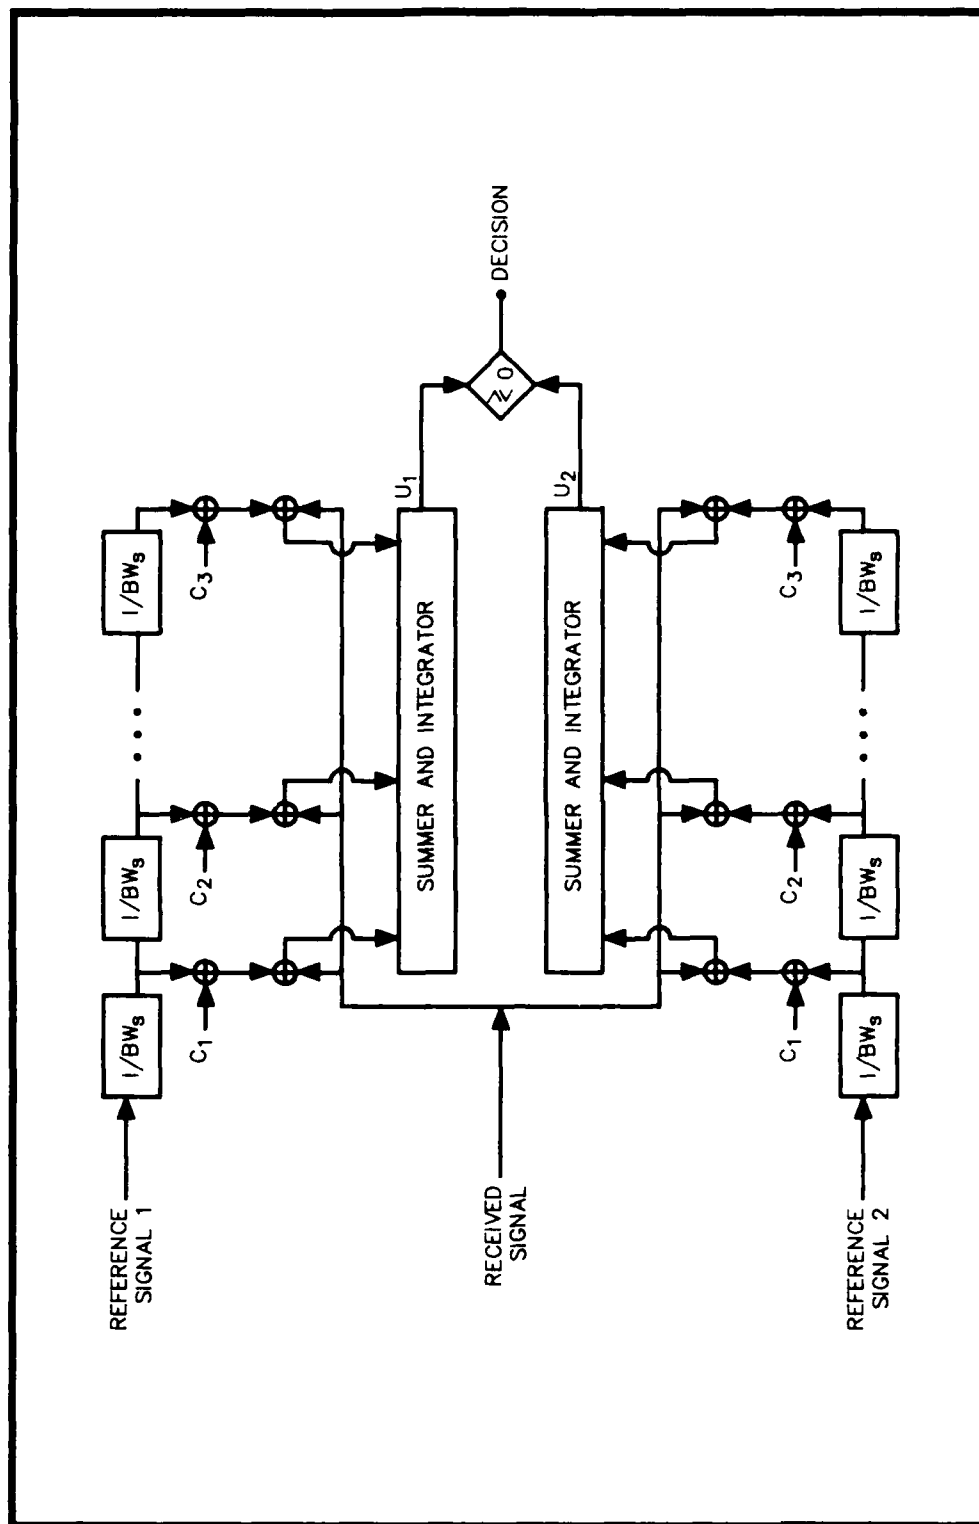 REFERENCE
SIGNAL 1
1/BWs
1/BWs
1/BWs
C1
C2
C3
SUMMER AND INTEGRATOR
U1
RECEIVED
SIGNAL
≥ 0
DECISION
SUMMER AND INTEGRATOR
U2
C1
C2
C3
REFERENCE
SIGNAL 2
1/BWs
1/BWs
1/BWs